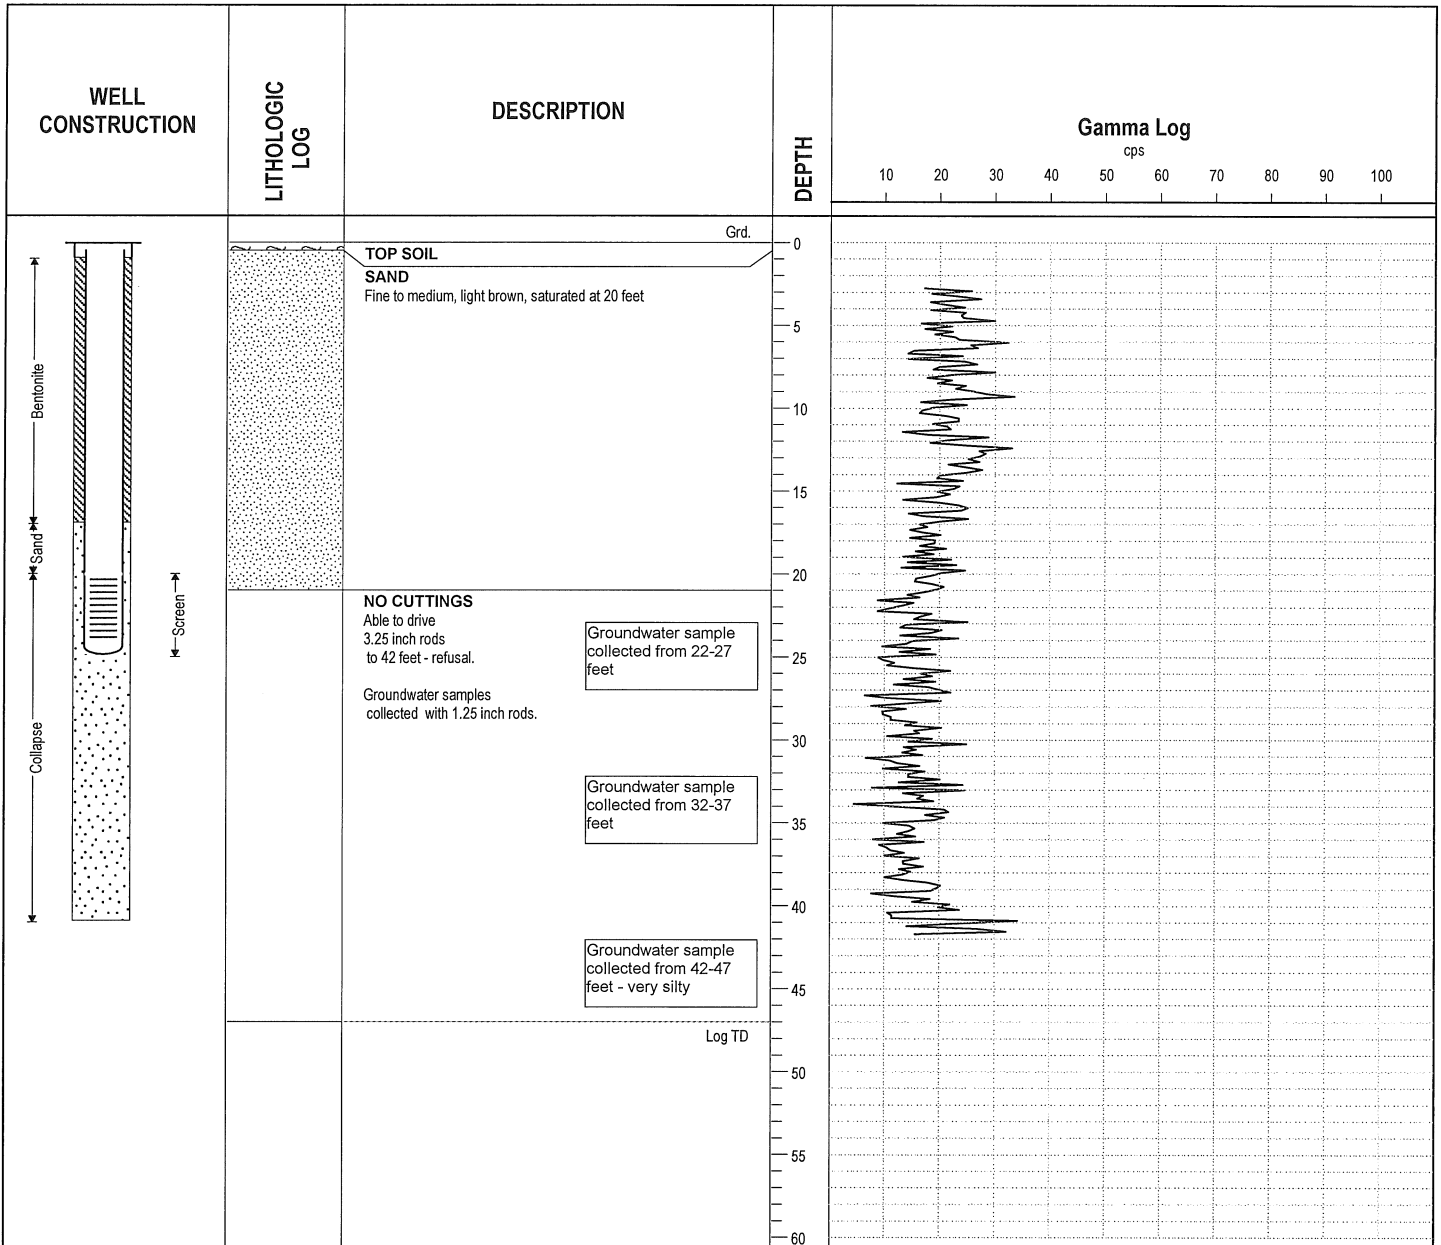 WELL
CONSTRUCTION
LITHOLOGIC
LOG
DESCRIPTION
DEPTH
Gamma Log
cps
10 20 30 40 50 60 70 80 90 100
Grd.
TOP SOIL
SAND
Fine to medium, light brown, saturated at 20 feet
Bentonite
Sand
Collapse
Screen
NO CUTTINGS
Able to drive
3.25 inch rods
to 42 feet - refusal.
Groundwater samples
collected with 1.25 inch rods.
Groundwater sample
collected from 22-27
feet
Groundwater sample
collected from 32-37
feet
Groundwater sample
collected from 42-47
feet - very silty
Log TD
0
5
10
15
20
25
30
35
40
45
50
55
60